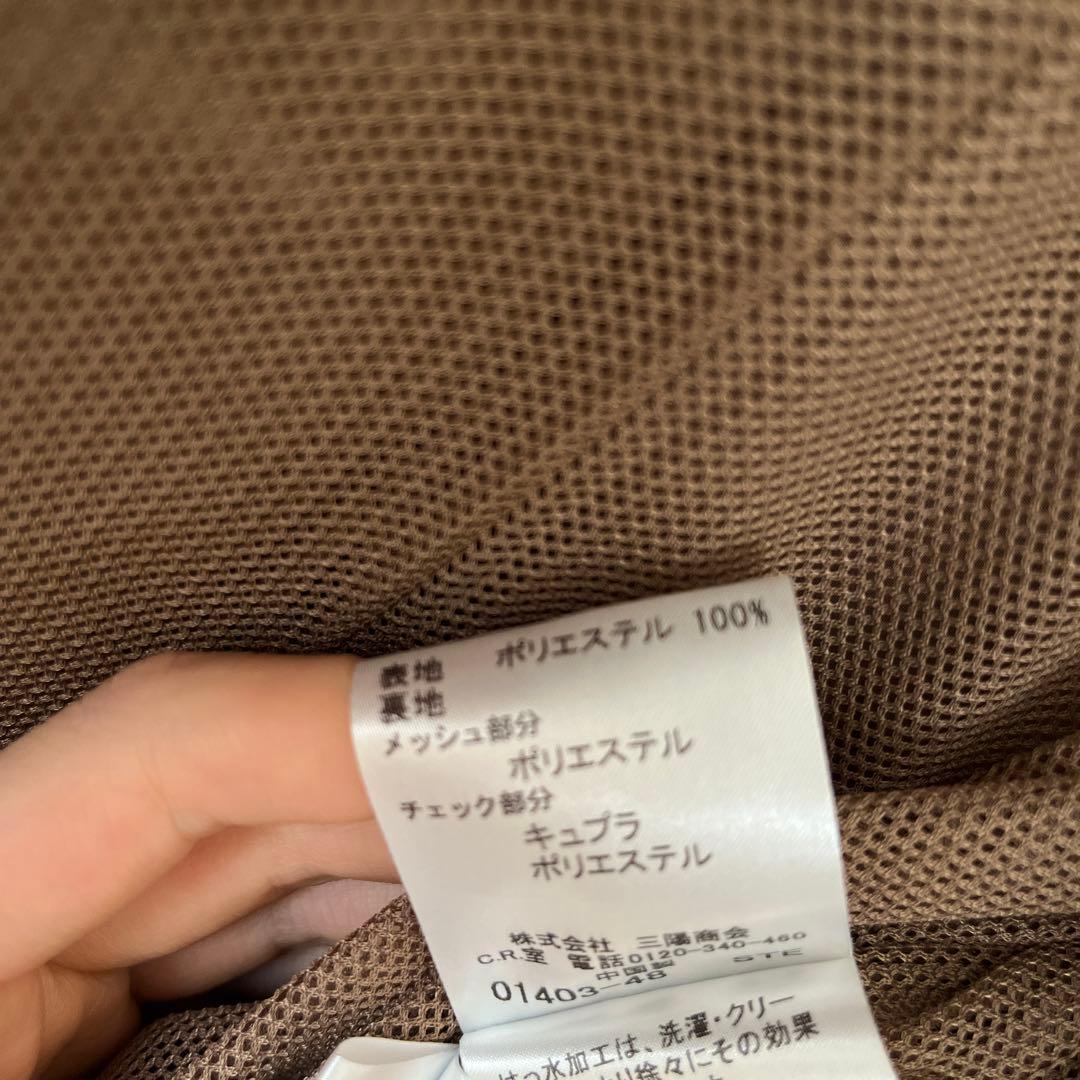 表地 ポリエステル 100%
裏地
メッシュ部分
ポリエステル
チェック部分
キュプラ
ポリエステル
株式会社 三陽商会
C.R.室 電話0120-340-460
中国製 STE
01403-48
はっ水加工は、洗濯・クリー
より徐々にその効果